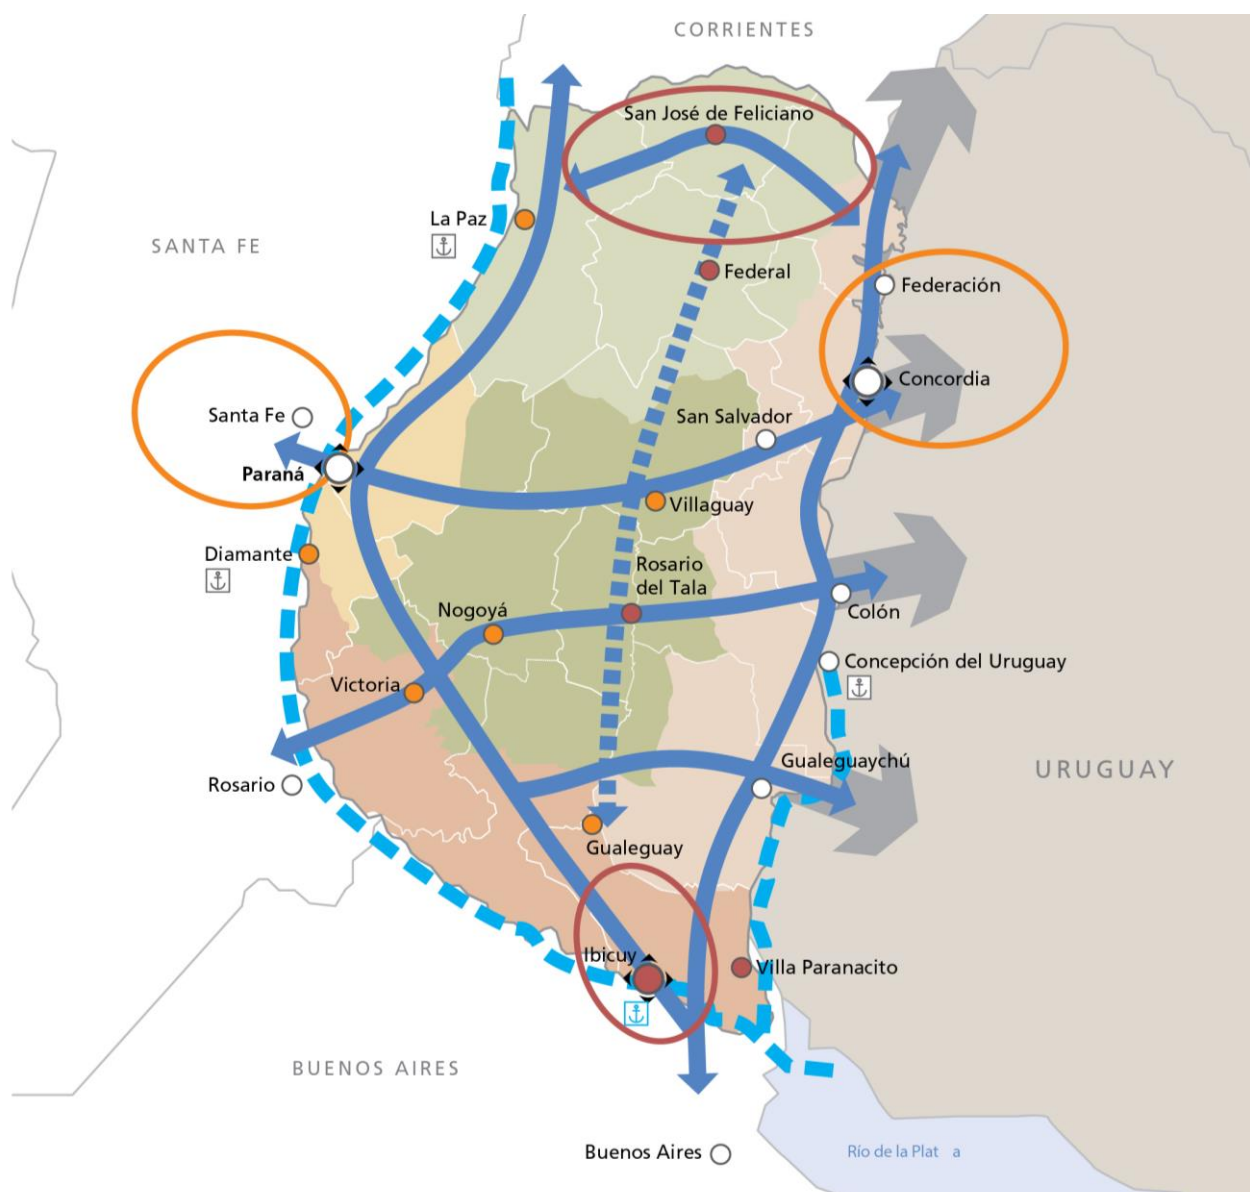 CORRIENTES
San José de Feliciano
La Paz
SANTA FE
Federal
Federación
Concordia
Santa Fe
San Salvador
Paraná
Villaguay
Diamante
Rosario
del Tala
Nogoyá
Colón
Concepción del Uruguay
Victoria
Gualeguaychú
URUGUAY
Rosario
Gualeguay
Ibicuy
Villa Paranacito
BUENOS AIRES
Buenos Aires
Río de la Plat a